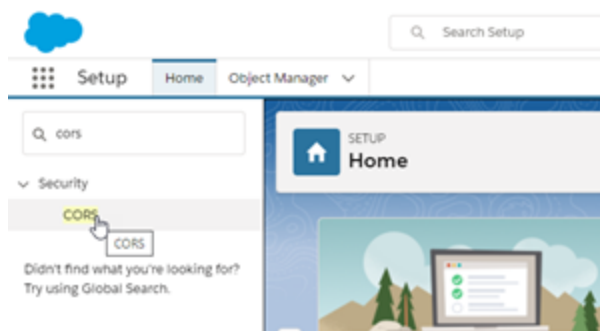 Search Setup
Setup Home Object Manager
cors
SETUP
Home
Security
CORS
CORS
Didn't find what you're looking for?
Try using Global Search.